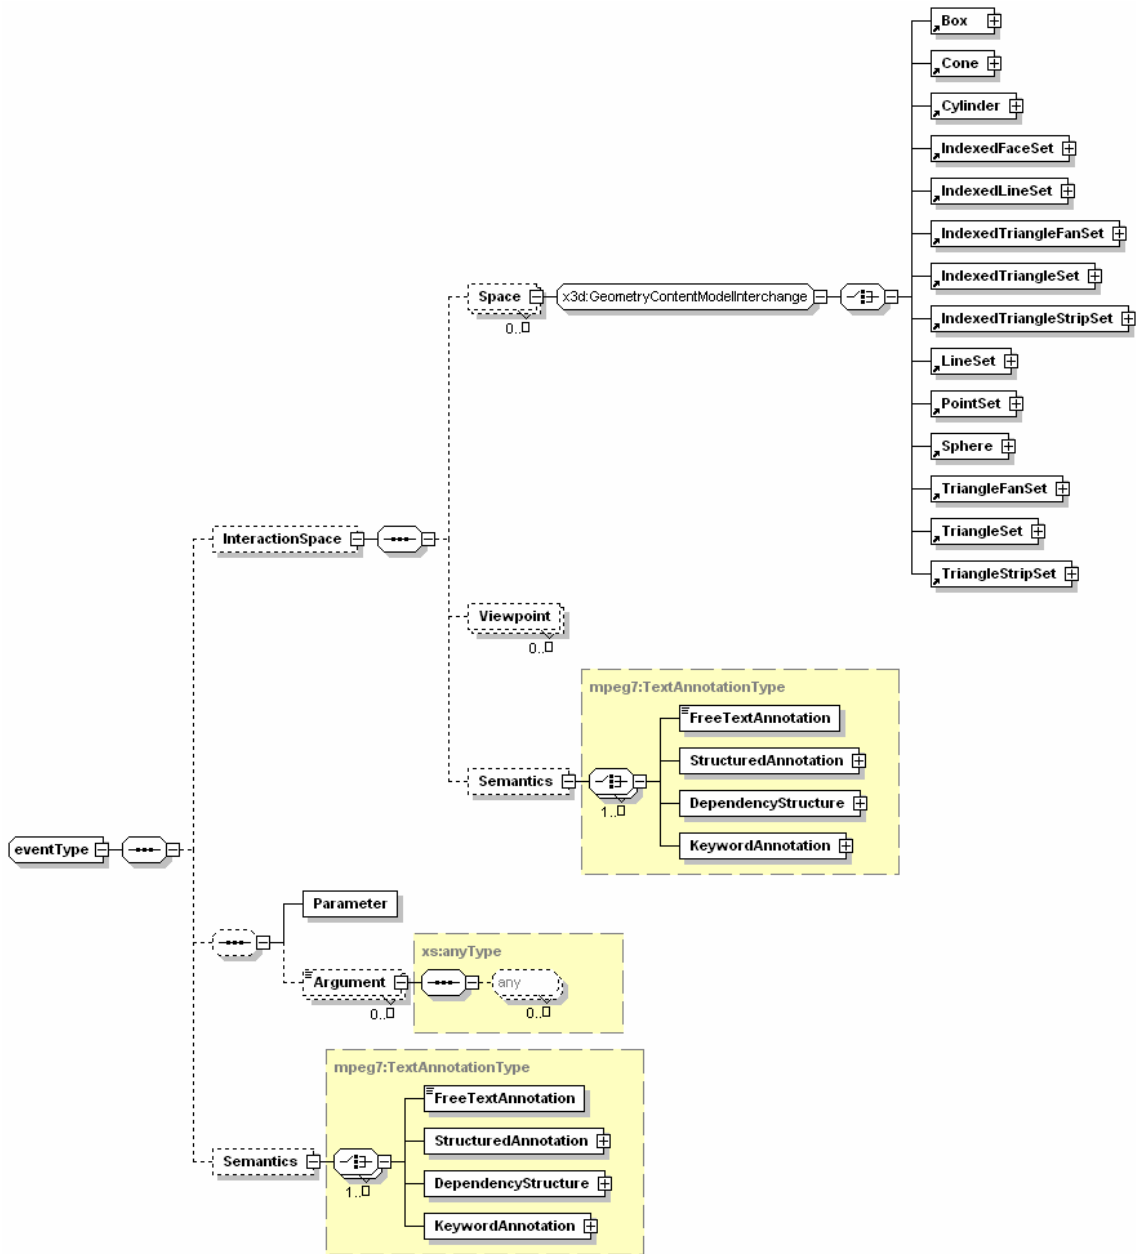 Box
Cone
Cylinder
IndexedFaceSet
IndexedLineSet
IndexedTriangleFanSet
IndexedTriangleSet
Space
x3d:GeometryContentModelInterchange
0..
IndexedTriangleStripSet
LineSet
PointSet
Sphere
TriangleFanSet
TriangleSet
TriangleStripSet
InteractionSpace
Viewpoint
0..
mpeg7:TextAnnotationType
FreeTextAnnotation
StructuredAnnotation
Semantics
1..
DependencyStructure
KeywordAnnotation
eventType
Parameter
xs:anyType
Argument
any
0..
0..
mpeg7:TextAnnotationType
FreeTextAnnotation
StructuredAnnotation
Semantics
1..
DependencyStructure
KeywordAnnotation